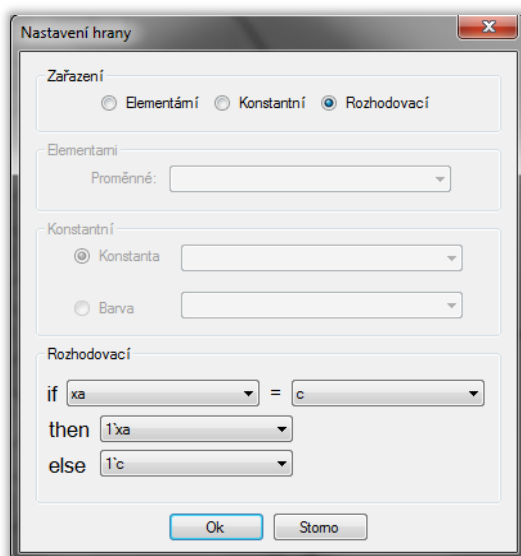 Nastavení hrany
Zařazení
Elementární Konstantní Rozhodovací
Elementarni
Proměnné:
Konstantní
Konstanta
Barva
Rozhodovací
if xa = c
then 1`xa
else 1`c
Ok Storno